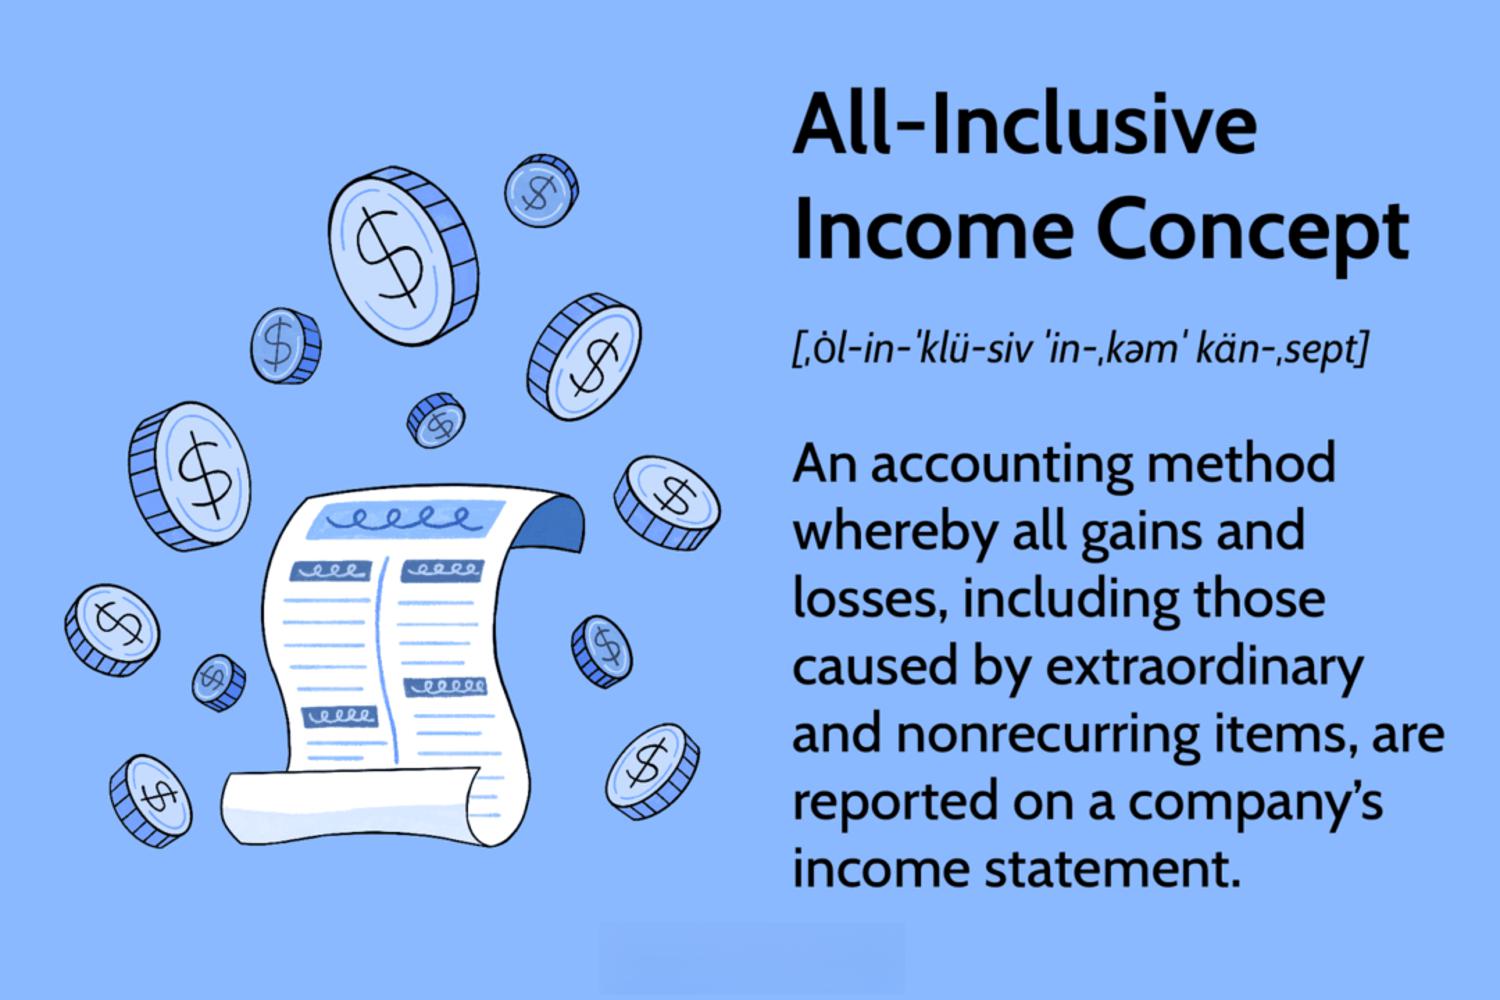 All-Inclusive
Income Concept
[ˌȯl-in-ˈklü-siv ˈin-ˌkəmˈ kän-ˌsept]
An accounting method
whereby all gains and
losses, including those
caused by extraordinary
and nonrecurring items, are
reported on a company’s
income statement.